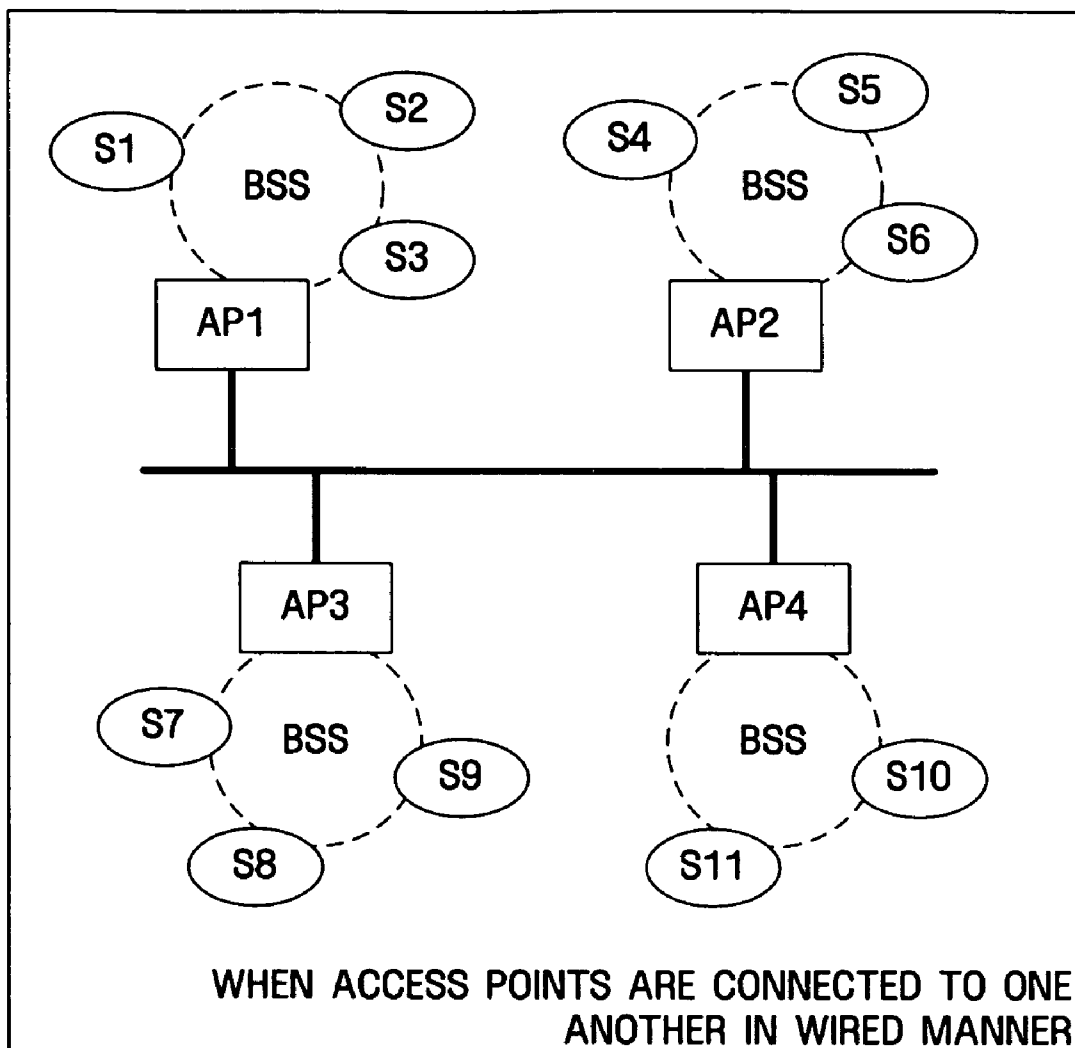 S1
S2
BSS
S3
AP1
S4
S5
BSS
S6
AP2
AP3
S7
BSS
S9
S8
AP4
BSS
S10
S11
WHEN ACCESS POINTS ARE CONNECTED TO ONE
ANOTHER IN WIRED MANNER